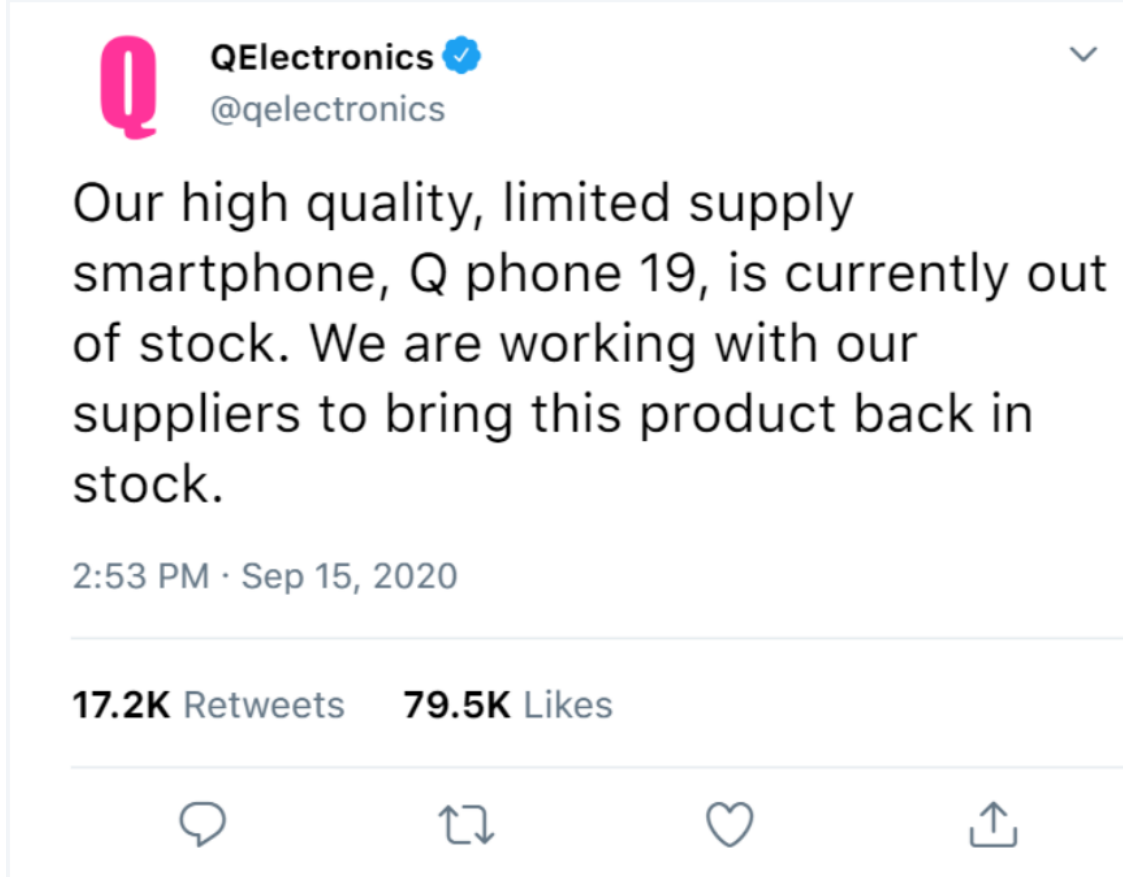 Q
QElectronics
@qelectronics
Our high quality, limited supply
smartphone, Q phone 19, is currently out
of stock. We are working with our
suppliers to bring this product back in
stock.
2:53 PM · Sep 15, 2020
17.2K Retweets 79.5K Likes